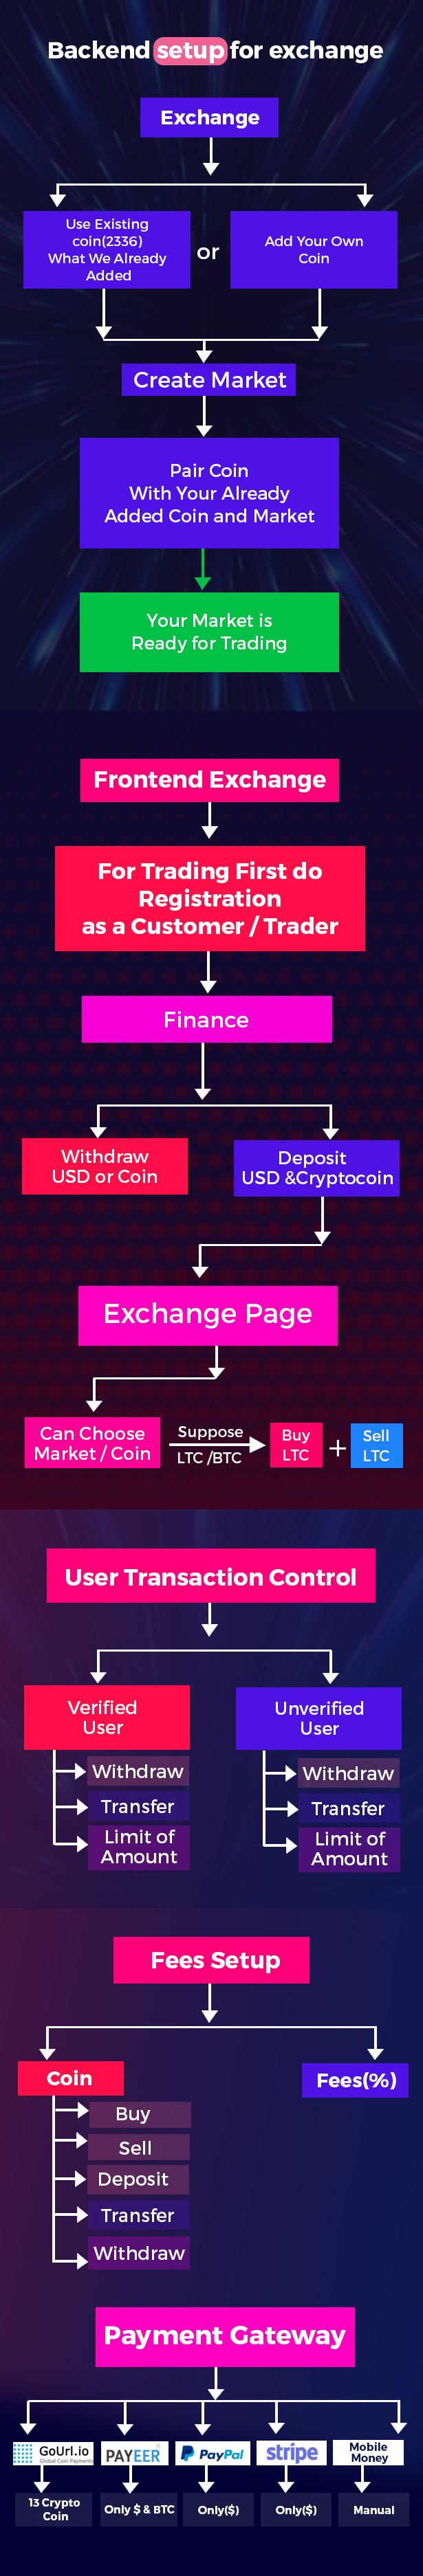 Backend setup for exchange
Exchange
Use Existing
coin(2336)
What We Already
Added
or
Add Your Own
Coin
Create Market
Pair Coin
With Your Already
Added Coin and Market
Your Market is
Ready for Trading
Frontend Exchange
For Trading First do
Registration
as a Customer / Trader
Finance
Withdraw
USD or Coin
Deposit
USD &Cryptocoin
Exchange Page
Can Choose
Market / Coin
Suppose
LTC /BTC
Buy
LTC
+
Sell
LTC
User Transaction Control
Verified
User
Withdraw
Transfer
Limit of
Amount
Unverified
User
Withdraw
Transfer
Limit of
Amount
Fees Setup
Coin
Buy
Sell
Deposit
Transfer
Withdraw
Fees(%)
Payment Gateway
GoUrl.io
Global Coin Payments
PAYEER
PayPal
stripe
Mobile
Money
13 Crypto
Coin
Only $ & BTC
Only($)
Only($)
Manual